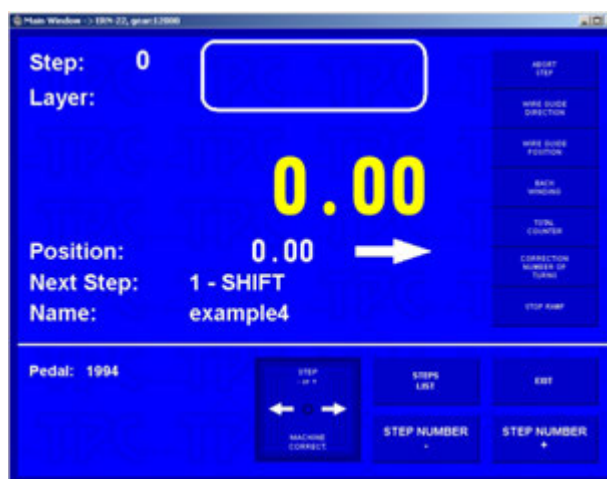 Main Window -> IRN-22, gear:12000
Step: 0
Layer:
0.00
Position: 0.00
Next Step: 1 - SHIFT
Name: example4
ABORT
STEP
WIRE GUIDE
DIRECTION
WIRE GUIDE
POSITION
BACK
WINDING
TOTAL
COUNTER
CORRECTION
NUMBER OF
TURNS
STOP RAMP
Pedal: 1994
STEP
MACHINE
CORRECT.
STEPS
LIST
EXIT
STEP NUMBER
-
STEP NUMBER
+